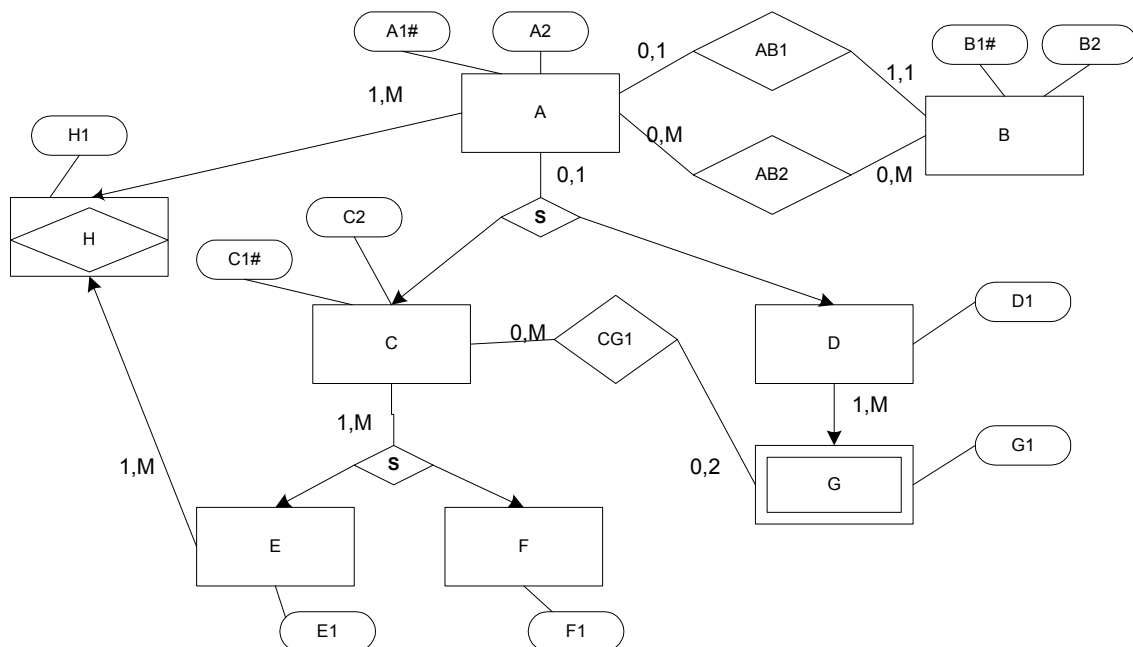 A1#
A2
B1#
B2
AB1
0,1
1,1
1,M
A
B
H1
0,M
AB2
0,M
0,1
S
C2
H
C1#
D1
C
0,M
CG1
D
1,M
1,M
G1
1,M
S
0,2
G
E
F
E1
F1